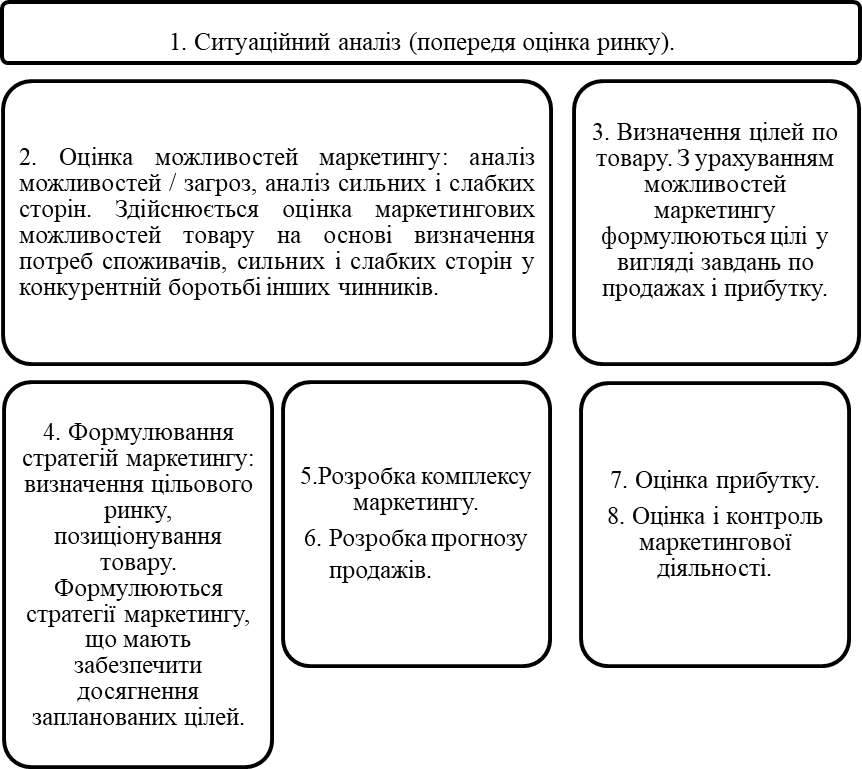 1. Ситуаційний аналіз (попередя оцінка ринку).
2. Оцінка можливостей маркетингу: аналіз
можливостей / загроз, аналіз сильних і слабких
сторін. Здійснюється оцінка маркетингових
можливостей товару на основі визначення
потреб споживачів, сильних і слабких сторін у
конкурентній боротьбі інших чинників.
3. Визначення цілей по
товару. З урахуванням
можливостей
маркетингу
формулюються цілі у
вигляді завдань по
продажах і прибутку.
4. Формулювання
стратегій маркетингу:
визначення цільового
ринку,
позиціонування
товару.
Формулюються
стратегії маркетингу,
що мають
забезпечити
досягнення
запланованих цілей.
5.Розробка комплексу
маркетингу.
6. Розробка прогнозу
продажів.
7. Оцінка прибутку.
8. Оцінка і контроль
маркетингової
діяльності.